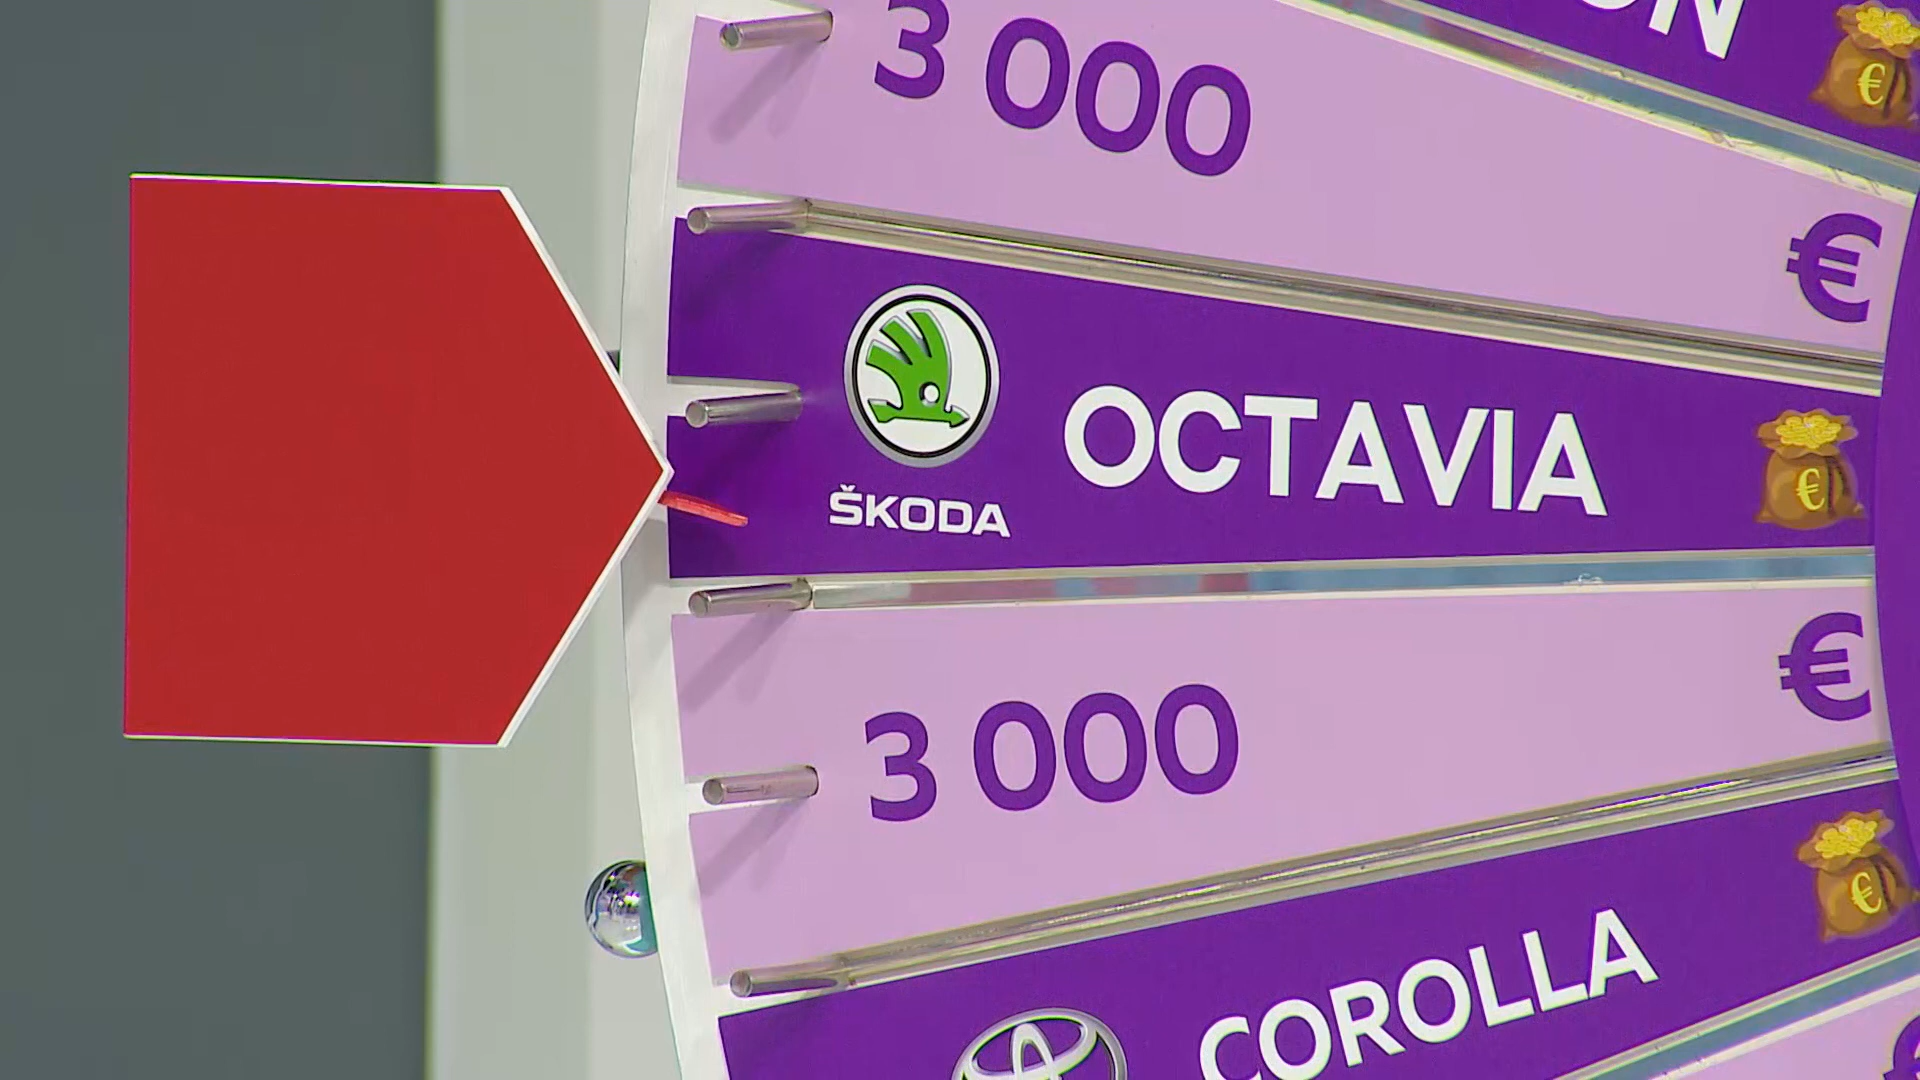 3 000 €
€
ŠKODA OCTAVIA €
3 000 €
COROLLA €